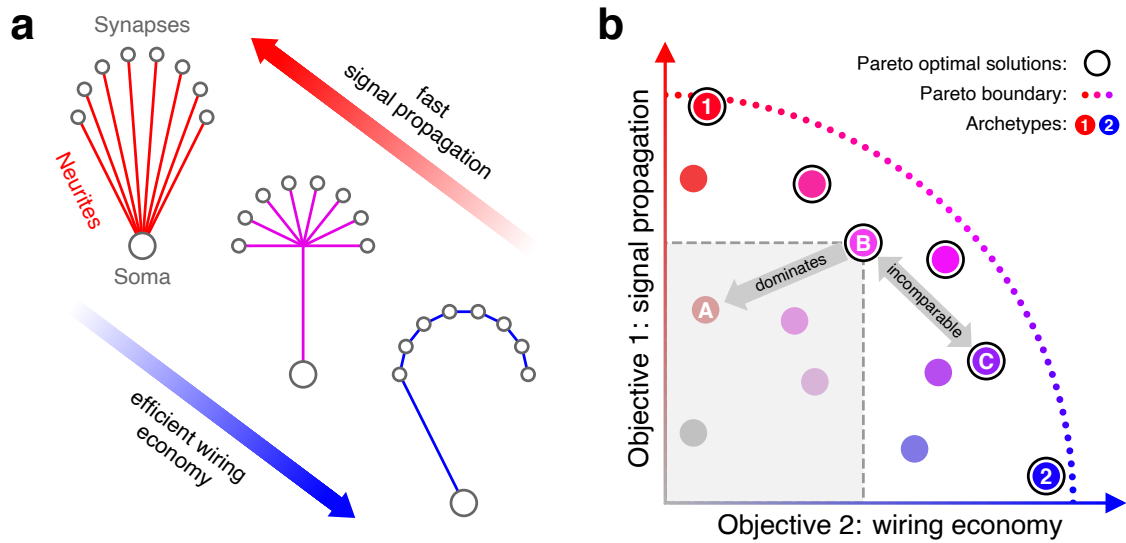 a
Synapses
Neurites
Soma
fast
signal propagation
efficient wiring
economy
b
Pareto optimal solutions:
Pareto boundary:
Archetypes: 1 2
Objective 1: signal propagation
1
B
dominates
incomparable
A
C
2
Objective 2: wiring economy